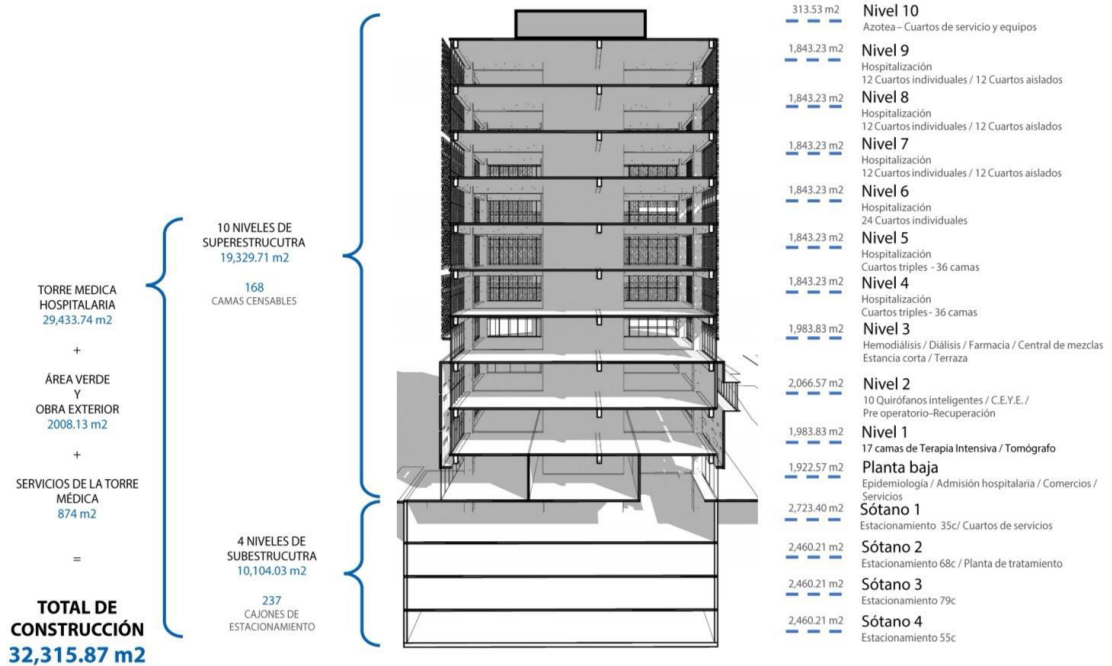 TORRE MEDICA
HOSPITALARIA
29,433.74 m2
+
ÁREA VERDE
Y
OBRA EXTERIOR
2008.13 m2
+
SERVICIOS DE LA TORRE
MÉDICA
874 m2
=
TOTAL DE
CONSTRUCCIÓN
32,315.87 m2
10 NIVELES DE
SUPERESTRUCUTRA
19,329.71 m2
168
CAMAS CENSABLES
4 NIVELES DE
SUBESTRUCUTRA
10,104.03 m2
237
CAJONES DE
ESTACIONAMIENTO
313.53 m2 Nivel 10
Azotea – Cuartos de servicio y equipos
1,843.23 m2 Nivel 9
Hospitalización
12 Cuartos individuales / 12 Cuartos aislados
1,843.23 m2 Nivel 8
Hospitalización
12 Cuartos individuales / 12 Cuartos aislados
1,843.23 m2 Nivel 7
Hospitalización
12 Cuartos individuales / 12 Cuartos aislados
1,843.23 m2 Nivel 6
Hospitalización
24 Cuartos individuales
1,843.23 m2 Nivel 5
Hospitalización
Cuartos triples - 36 camas
1,843.23 m2 Nivel 4
Hospitalización
Cuartos triples - 36 camas
1,983.83 m2 Nivel 3
Hemodiálisis / Diálisis / Farmacia / Central de mezclas
Estancia corta / Terraza
2,066.57 m2 Nivel 2
10 Quirófanos inteligentes / C.E.Y.E. /
Pre operatorio–Recuperación
1,983.83 m2 Nivel 1
17 camas de Terapia Intensiva / Tomógrafo
1,922.57 m2 Planta baja
Epidemiología / Admisión hospitalaria / Comercios /
Servicios
2,723.40 m2 Sótano 1
Estacionamiento 35c/ Cuartos de servicios
2,460.21 m2 Sótano 2
Estacionamiento 68c / Planta de tratamiento
2,460.21 m2 Sótano 3
Estacionamiento 79c
2,460.21 m2 Sótano 4
Estacionamiento 55c